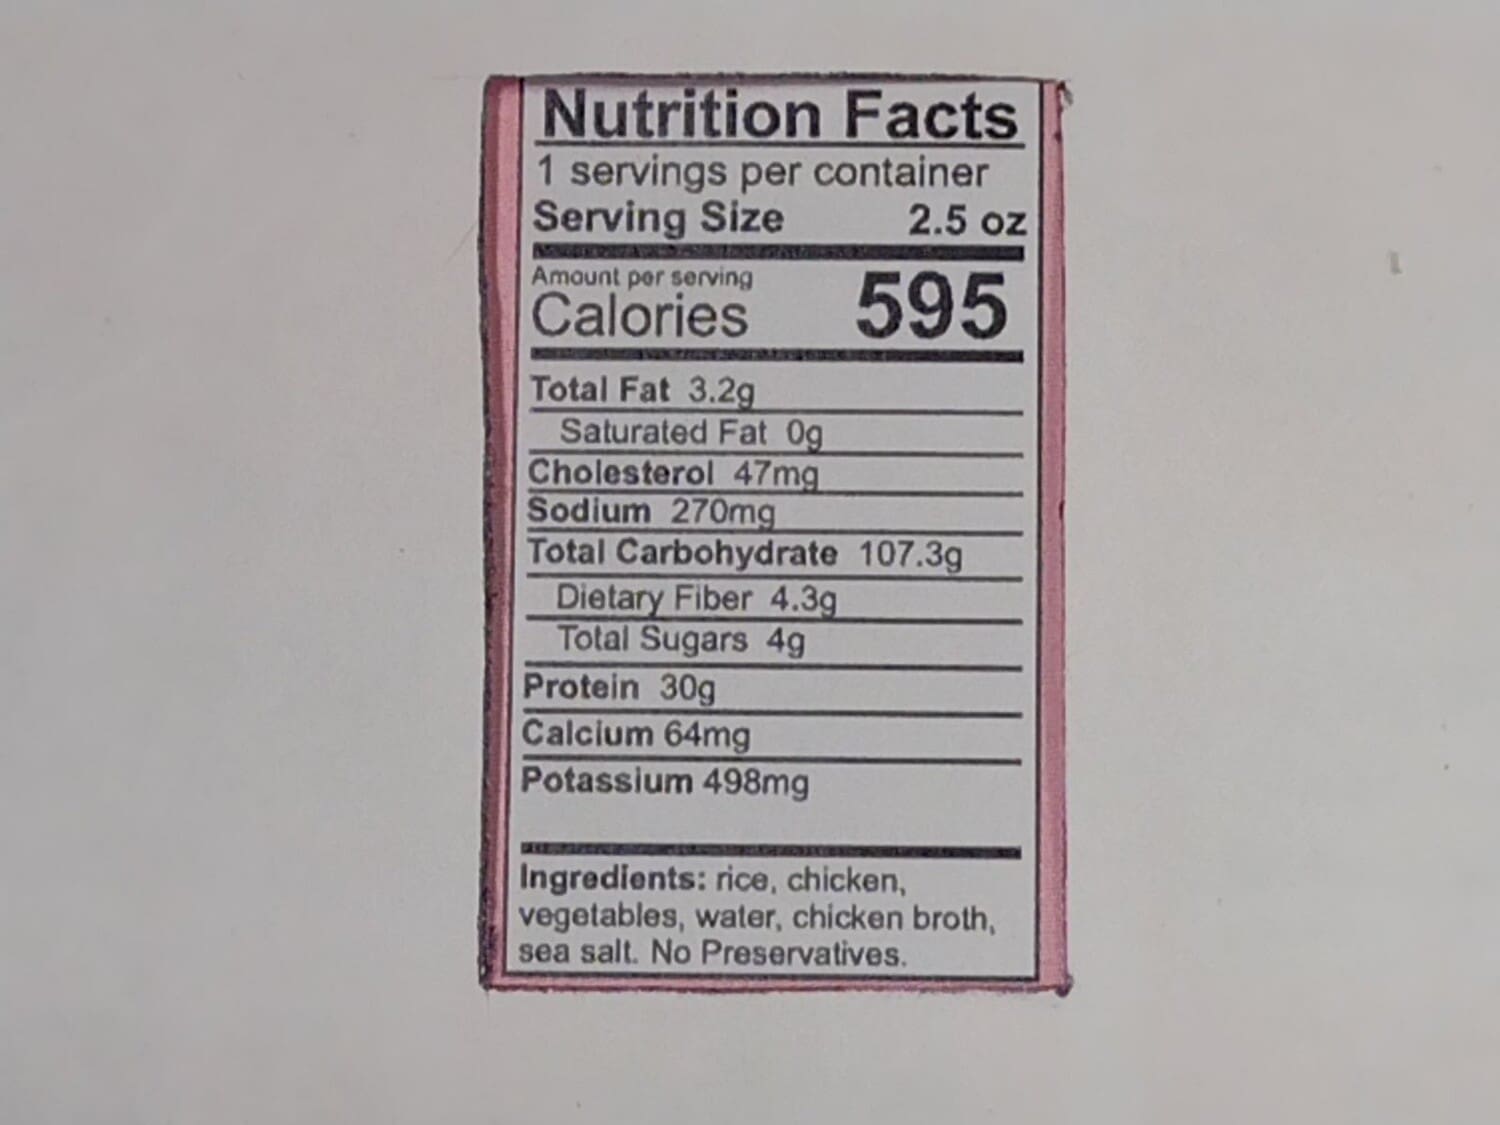 Nutrition Facts
1 servings per container
Serving Size 2.5 oz
Amount per serving
Calories 595
Total Fat 3.2g
Saturated Fat 0g
Cholesterol 47mg
Sodium 270mg
Total Carbohydrate 107.3g
Dietary Fiber 4.3g
Total Sugars 4g
Protein 30g
Calcium 64mg
Potassium 498mg
Ingredients: rice, chicken,
vegetables, water, chicken broth,
sea salt. No Preservatives.